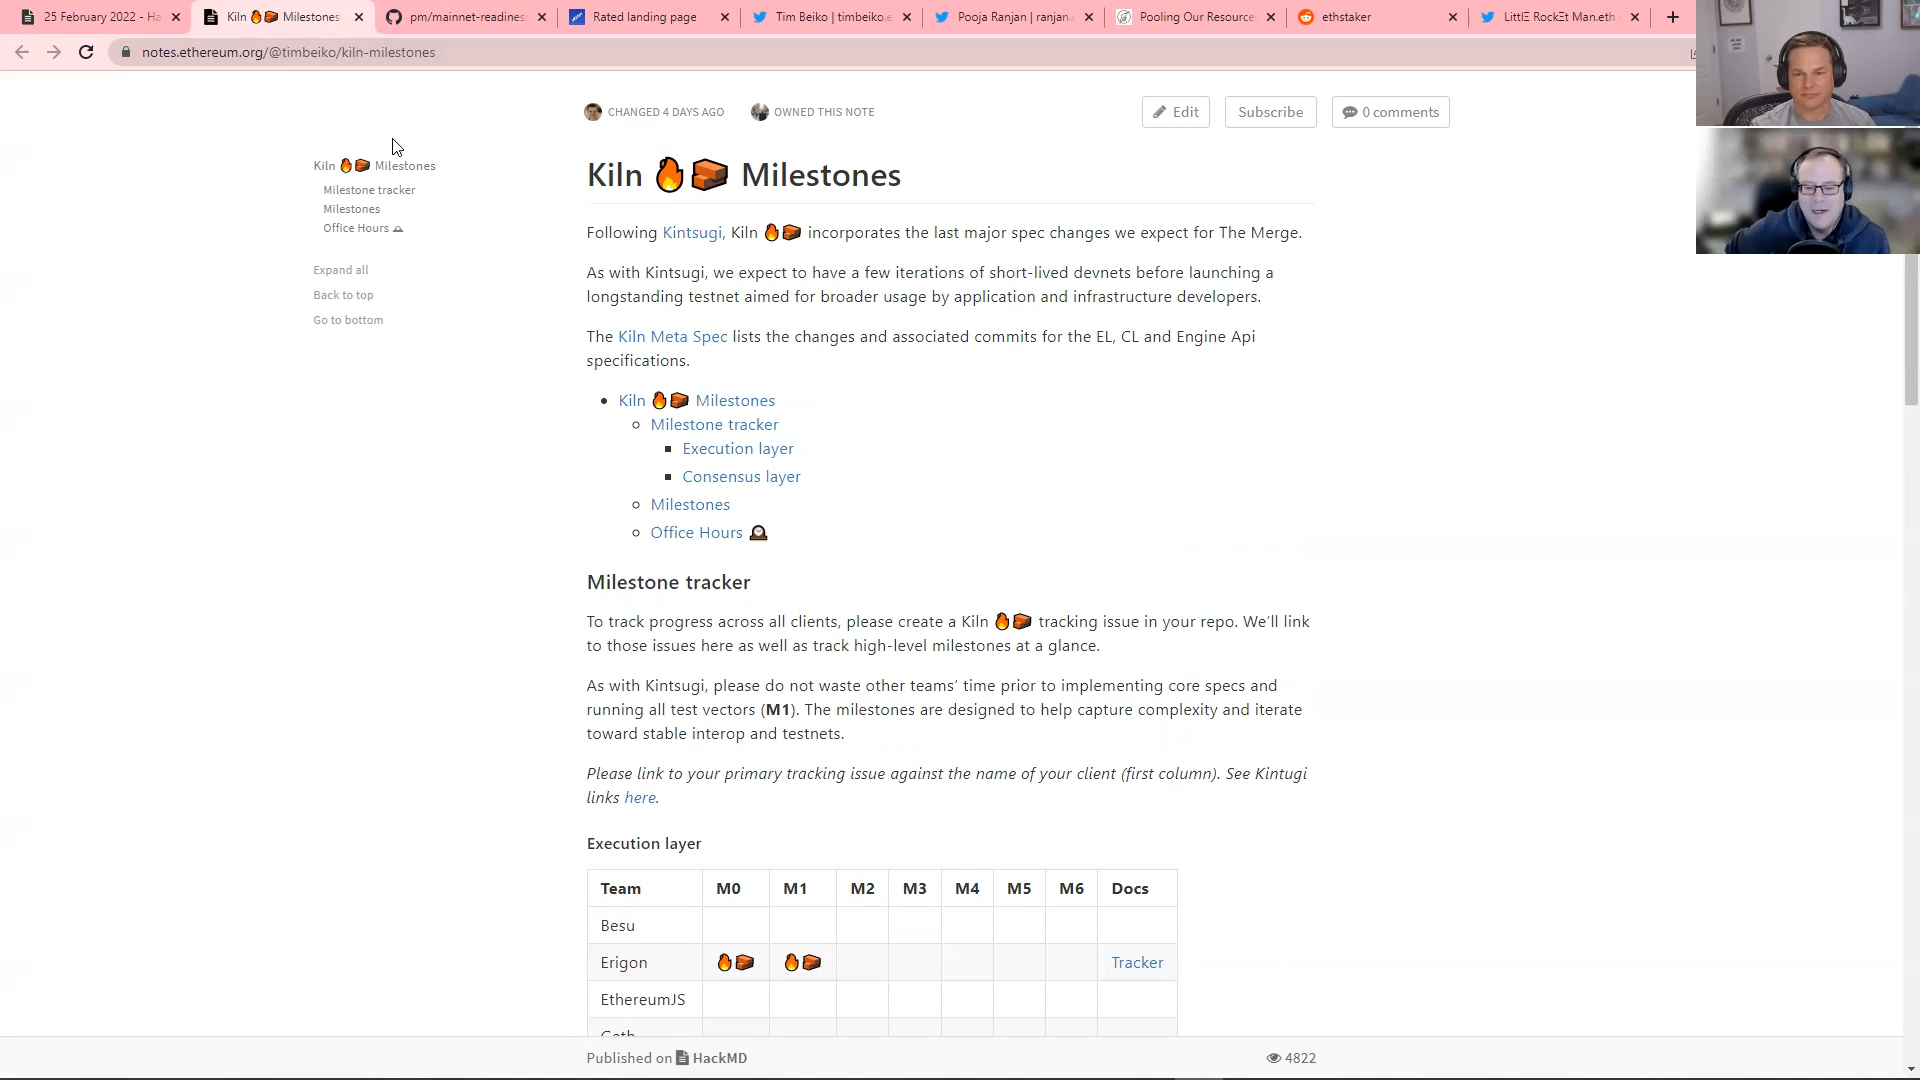 25 February 2022 - Ha
Kiln 🔥🧱 Milestones
pm/mainnet-readines
Rated landing page
Tim Beiko | timbeiko.e
Pooja Ranjan | ranjan.
Pooling Our Resource
ethstaker
LittlΞ RockΞt Man.eth
notes.ethereum.org/@timbeiko/kiln-milestones
CHANGED 4 DAYS AGO
OWNED THIS NOTE
Edit
Subscribe
0 comments
Kiln 🔥🧱 Milestones
Milestone tracker
Milestones
Office Hours 🕰
Expand all
Back to top
Go to bottom
Kiln 🔥🧱 Milestones
Following Kintsugi, Kiln 🔥🧱 incorporates the last major spec changes we expect for The Merge.
As with Kintsugi, we expect to have a few iterations of short-lived devnets before launching a
longstanding testnet aimed for broader usage by application and infrastructure developers.
The Kiln Meta Spec lists the changes and associated commits for the EL, CL and Engine Api
specifications.
Kiln 🔥🧱 Milestones
Milestone tracker
Execution layer
Consensus layer
Milestones
Office Hours 🕰
Milestone tracker
To track progress across all clients, please create a Kiln 🔥🧱 tracking issue in your repo. We'll link
to those issues here as well as track high-level milestones at a glance.
As with Kintsugi, please do not waste other teams' time prior to implementing core specs and
running all test vectors (M1). The milestones are designed to help capture complexity and iterate
toward stable interop and testnets.
Please link to your primary tracking issue against the name of your client (first column). See Kintugi
links here.
Execution layer
Team M0 M1 M2 M3 M4 M5 M6 Docs
Besu
Erigon 🔥🧱 🔥🧱 Tracker
EthereumJS
Geth
Published on HackMD
4822